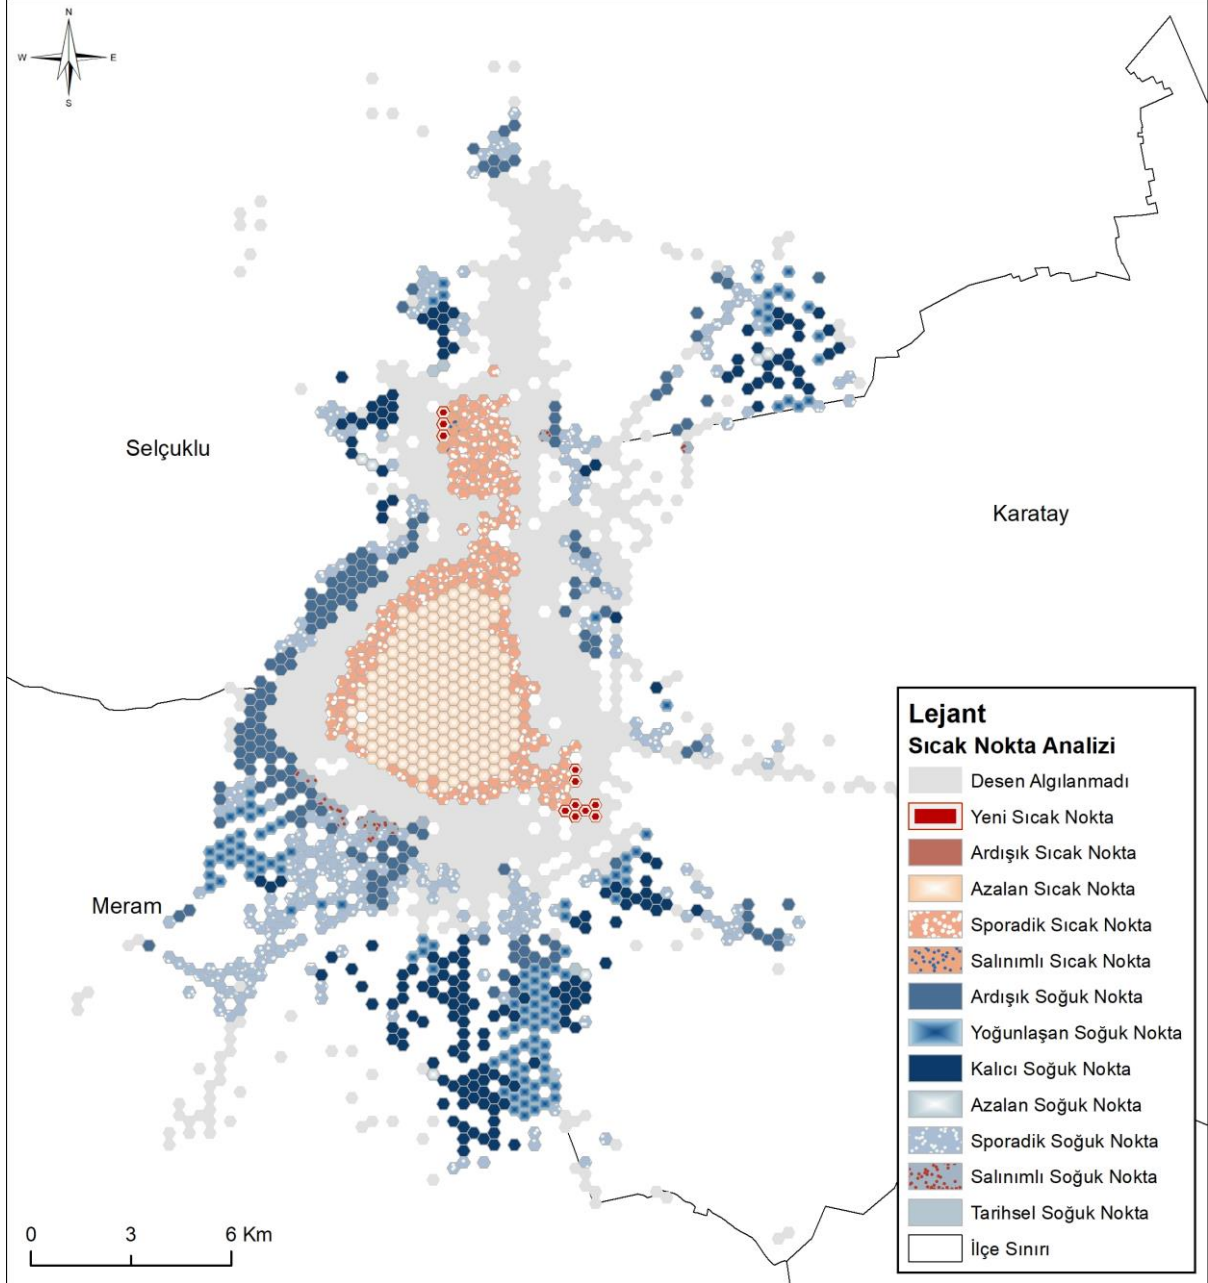 N
W E
S
Selçuklu
Karatay
Meram
Lejant
Sıcak Nokta Analizi
Desen Algılanmadı
Yeni Sıcak Nokta
Ardışık Sıcak Nokta
Azalan Sıcak Nokta
Sporadik Sıcak Nokta
Salınımlı Sıcak Nokta
Ardışık Soğuk Nokta
Yoğunlaşan Soğuk Nokta
Kalıcı Soğuk Nokta
Azalan Soğuk Nokta
Sporadik Soğuk Nokta
Salınımlı Soğuk Nokta
Tarihsel Soğuk Nokta
İlçe Sınırı
0 3 6 Km